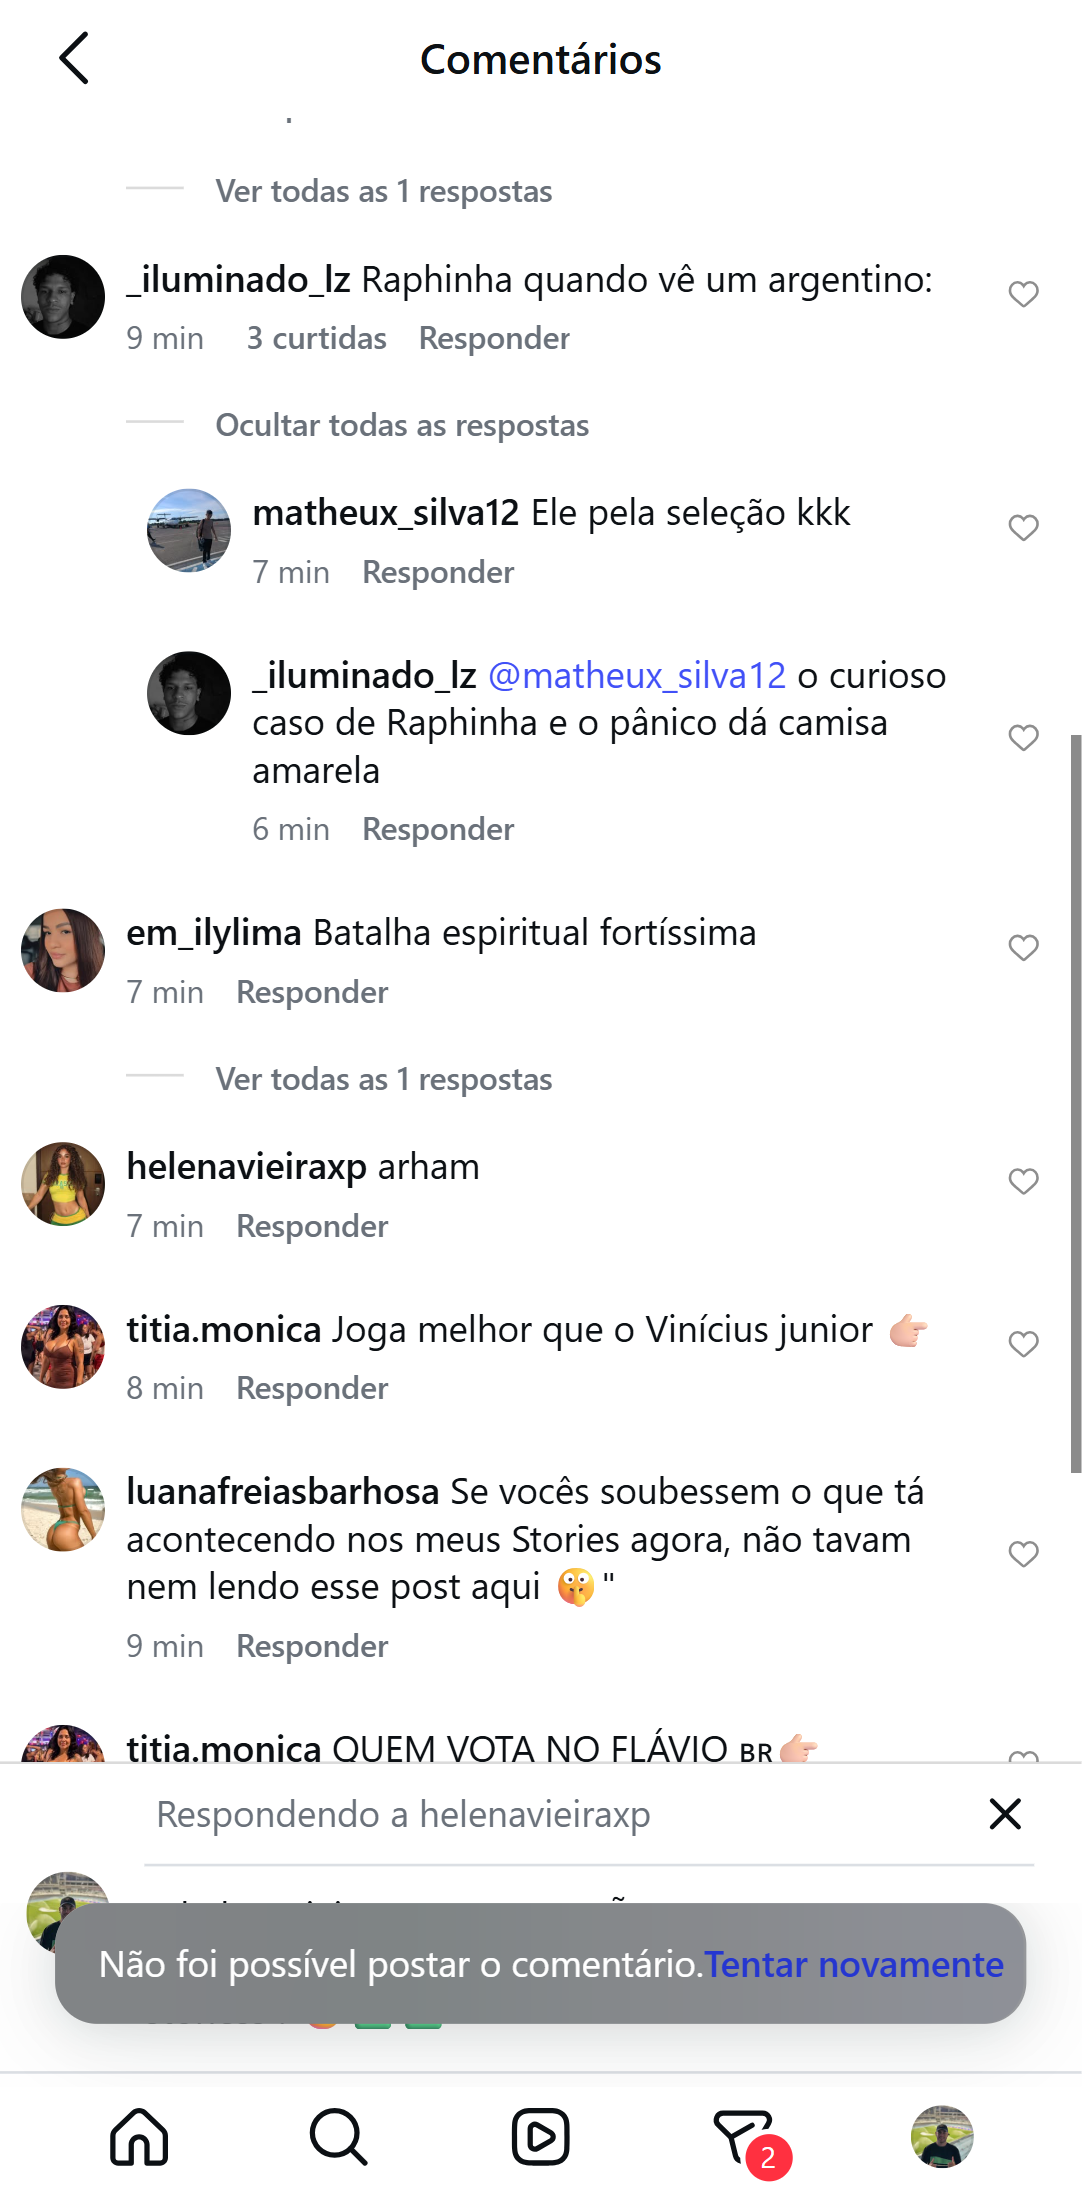 Comentários
Ver todas as 1 respostas
_iluminado_lz Raphinha quando vê um argentino:
9 min 3 curtidas Responder
Ocultar todas as respostas
matheux_silva12 Ele pela seleção kkk
7 min Responder
_iluminado_lz @matheux_silva12 o curioso
caso de Raphinha e o pânico dá camisa
amarela
6 min Responder
em_ilylima Batalha espiritual fortíssima
7 min Responder
Ver todas as 1 respostas
helenavieiraxp arham
7 min Responder
titia.monica Joga melhor que o Vinícius junior 👉🏻
8 min Responder
luanafreiasbarhosa Se vocês soubessem o que tá
acontecendo nos meus Stories agora, não tavam
nem lendo esse post aqui 🤫"
9 min Responder
titia.monica QUEM VOTA NO FLÁVIO ʙʀ👉🏻
Respondendo a helenavieiraxp
Não foi possível postar o comentário.Tentar novamente
2